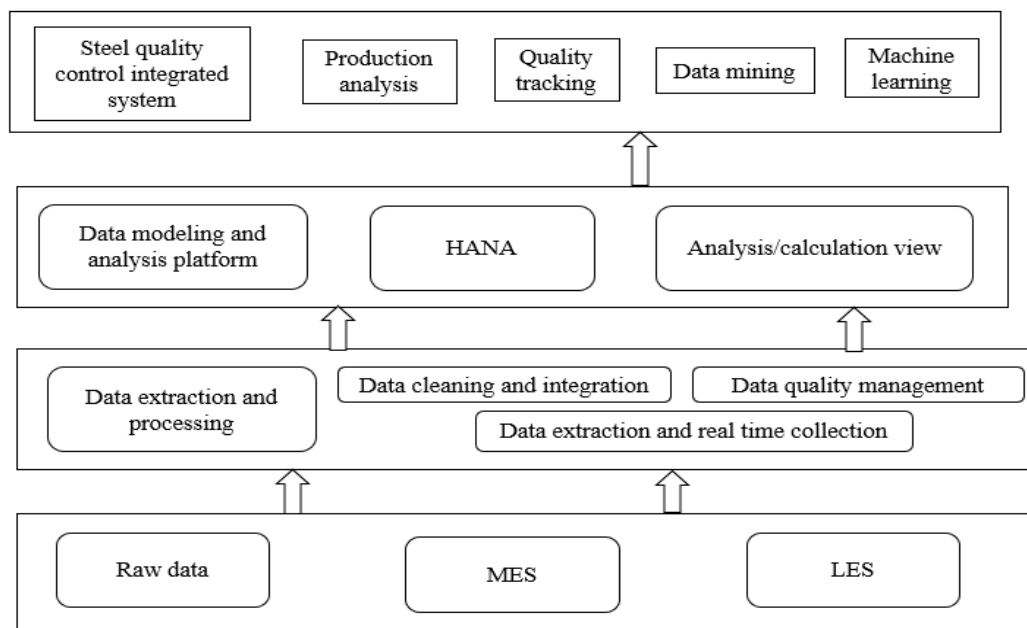 Steel quality
control integrated
system
Production
analysis
Quality
tracking
Data mining
Machine
learning
Data modeling and
analysis platform
HANA
Analysis/calculation view
Data extraction and
processing
Data cleaning and integration
Data quality management
Data extraction and real time collection
Raw data
MES
LES